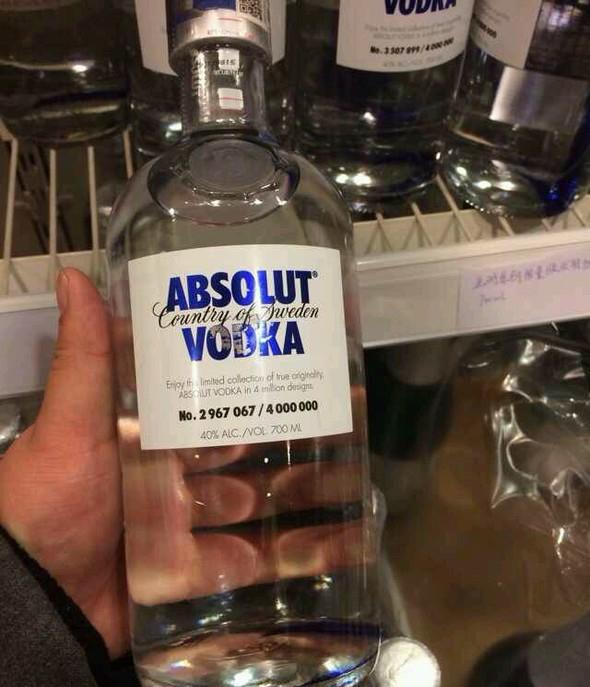 VODKA
No. 3 507 899 / 4 000 000
ABSOLUT®
Country of Sweden
VODKA
Enjoy the limited collection of true originality.
ABSOLUT VODKA in 4 million designs.
No. 2 967 067 / 4 000 000
40% ALC./VOL. 700 ML